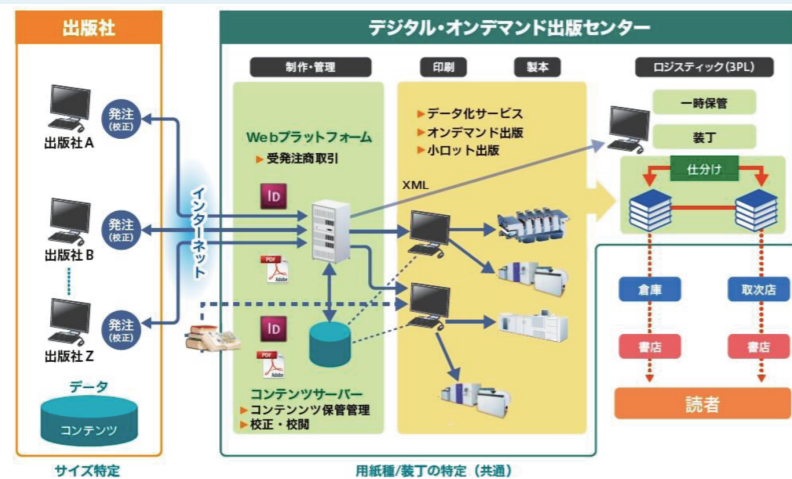 出版社
デジタル・オンデマンド出版センター
制作・管理
印刷
製本
ロジスティック(3PL)
発注
(校正)
出版社 A
発注
(校正)
出版社 B
発注
(校正)
出版社 Z
データ
コンテンツ
サイズ特定
インターネット
Webプラットフォーム
▶受発注商取引
ID
PDF
Adobe
ID
PDF
Adobe
コンテンツサーバー
▶コンテンンツ保管管理
▶校正・校閲
▶データ化サービス
▶オンデマンド出版
▶小ロット出版
XML
一時保管
装丁
仕分け
倉庫
取次店
書店
書店
読者
用紙種/装丁の特定（共通）